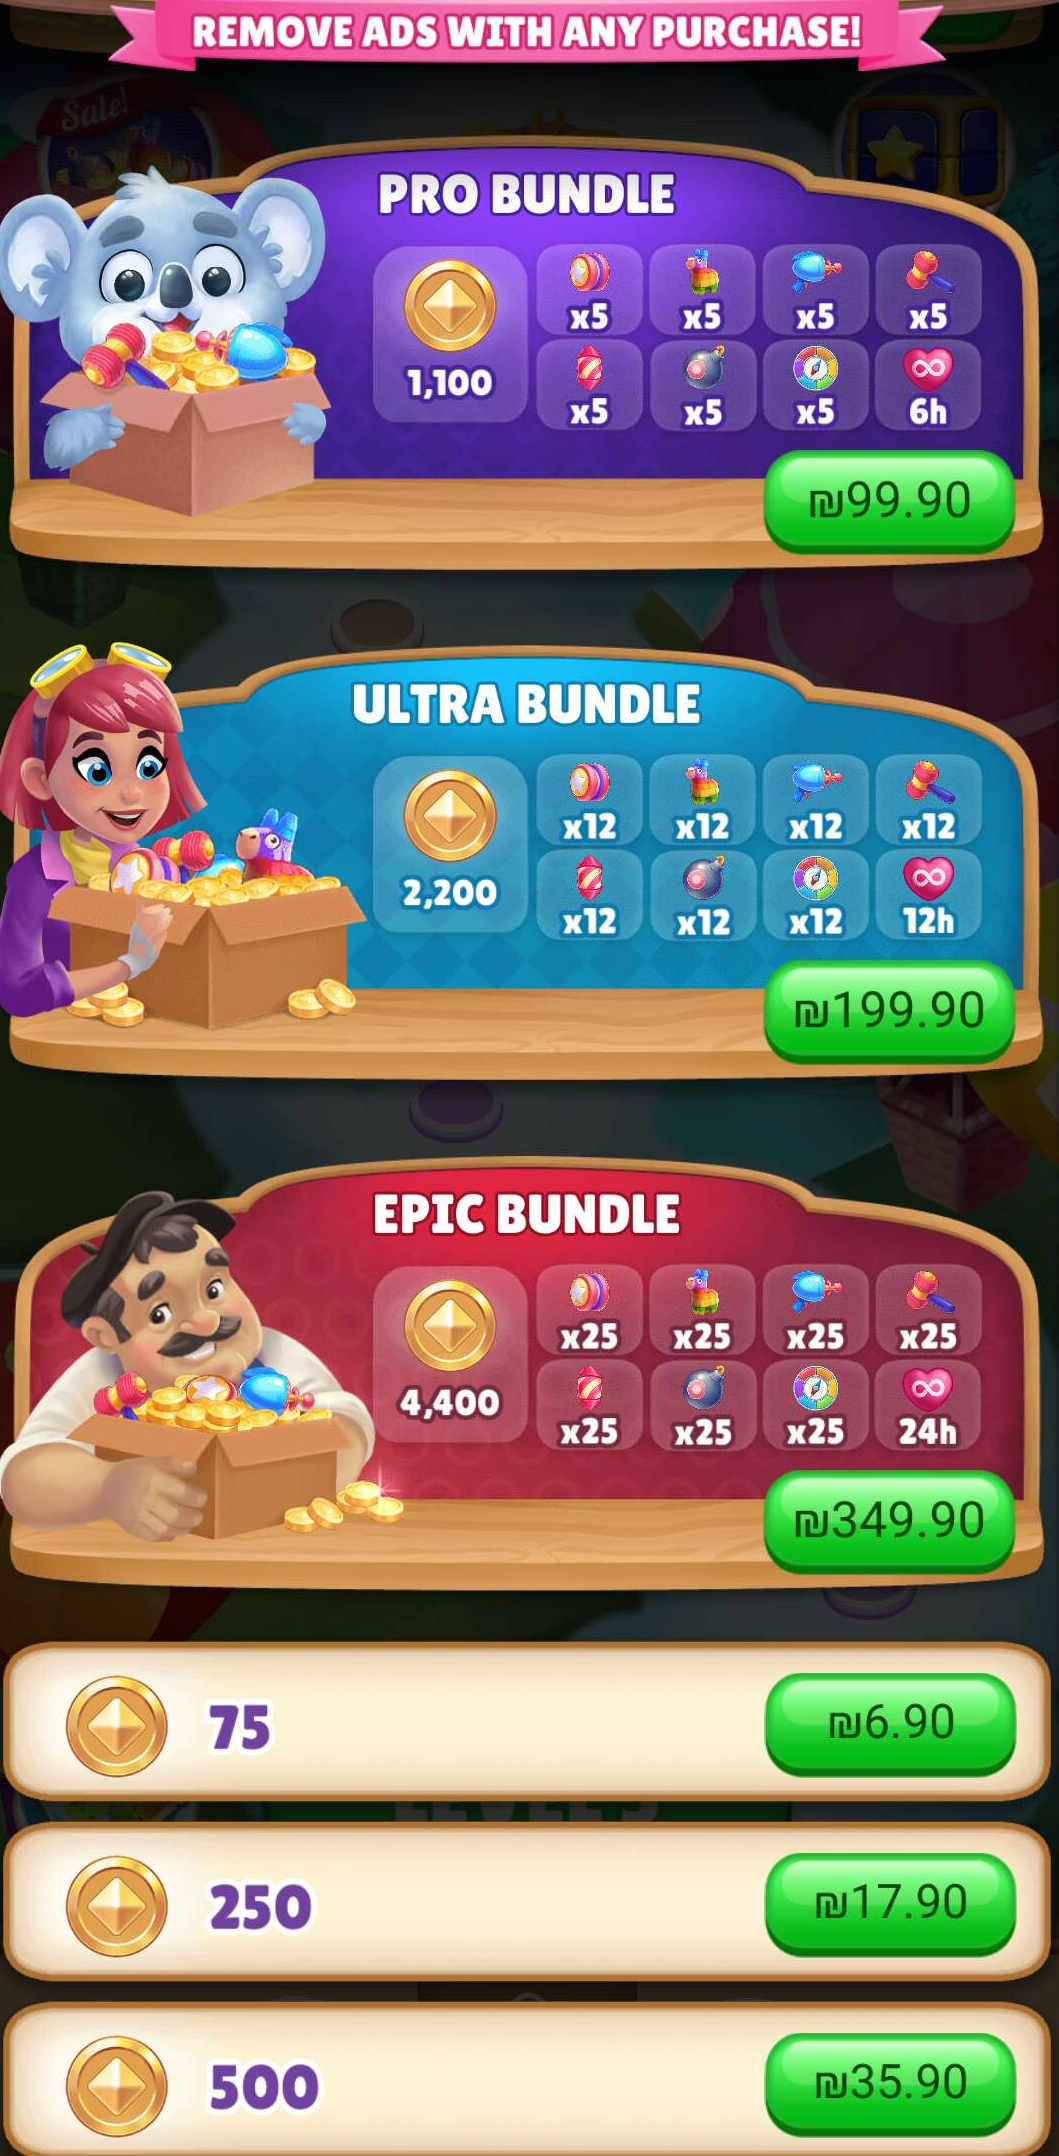 REMOVE ADS WITH ANY PURCHASE!
Sale!
PRO BUNDLE
1,100
x5 x5 x5 x5
x5 x5 x5 6h
₪99.90
ULTRA BUNDLE
2,200
x12 x12 x12 x12
x12 x12 x12 12h
₪199.90
EPIC BUNDLE
4,400
x25 x25 x25 x25
x25 x25 x25 24h
₪349.90
75 ₪6.90
250 ₪17.90
500 ₪35.90